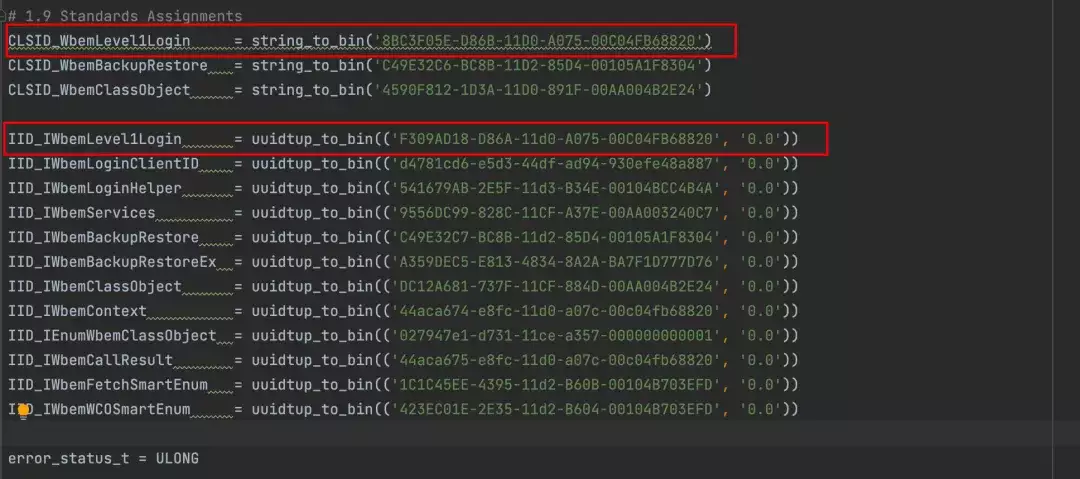 # 1.9 Standards Assignments
CLSID_WbemLevel1Login = string_to_bin('8BC3F05E-D86B-11D0-A075-00C04FB68820')
CLSID_WbemBackupRestore = string_to_bin('C49E32C6-BC8B-11D2-85D4-00105A1F8304')
CLSID_WbemClassObject = string_to_bin('4590F812-1D3A-11D0-891F-00AA004B2E24')
IID_IWbemLevel1Login = uuidtup_to_bin(('F309AD18-D86A-11d0-A075-00C04FB68820', '0.0'))
IID_IWbemLoginClientID = uuidtup_to_bin(('d4781cd6-e5d3-44df-ad94-930efe48a887', '0.0'))
IID_IWbemLoginHelper = uuidtup_to_bin(('541679AB-2E5F-11d3-B34E-00104BCC4B4A', '0.0'))
IID_IWbemServices = uuidtup_to_bin(('9556DC99-828C-11CF-A37E-00AA003240C7', '0.0'))
IID_IWbemBackupRestore = uuidtup_to_bin(('C49E32C7-BC8B-11d2-85D4-00105A1F8304', '0.0'))
IID_IWbemBackupRestoreEx = uuidtup_to_bin(('A359DEC5-E813-4834-8A2A-BA7F1D777D76', '0.0'))
IID_IWbemClassObject = uuidtup_to_bin(('DC12A681-737F-11CF-884D-00AA004B2E24', '0.0'))
IID_IWbemContext = uuidtup_to_bin(('44aca674-e8fc-11d0-a07c-00c04fb68820', '0.0'))
IID_IEnumWbemClassObject = uuidtup_to_bin(('027947e1-d731-11ce-a357-000000000001', '0.0'))
IID_IWbemCallResult = uuidtup_to_bin(('44aca675-e8fc-11d0-a07c-00c04fb68820', '0.0'))
IID_IWbemFetchSmartEnum = uuidtup_to_bin(('1C1C45EE-4395-11d2-B60B-00104B703EFD', '0.0'))
IID_IWbemWCOSmartEnum = uuidtup_to_bin(('423EC01E-2E35-11d2-B604-00104B703EFD', '0.0'))
error_status_t = ULONG